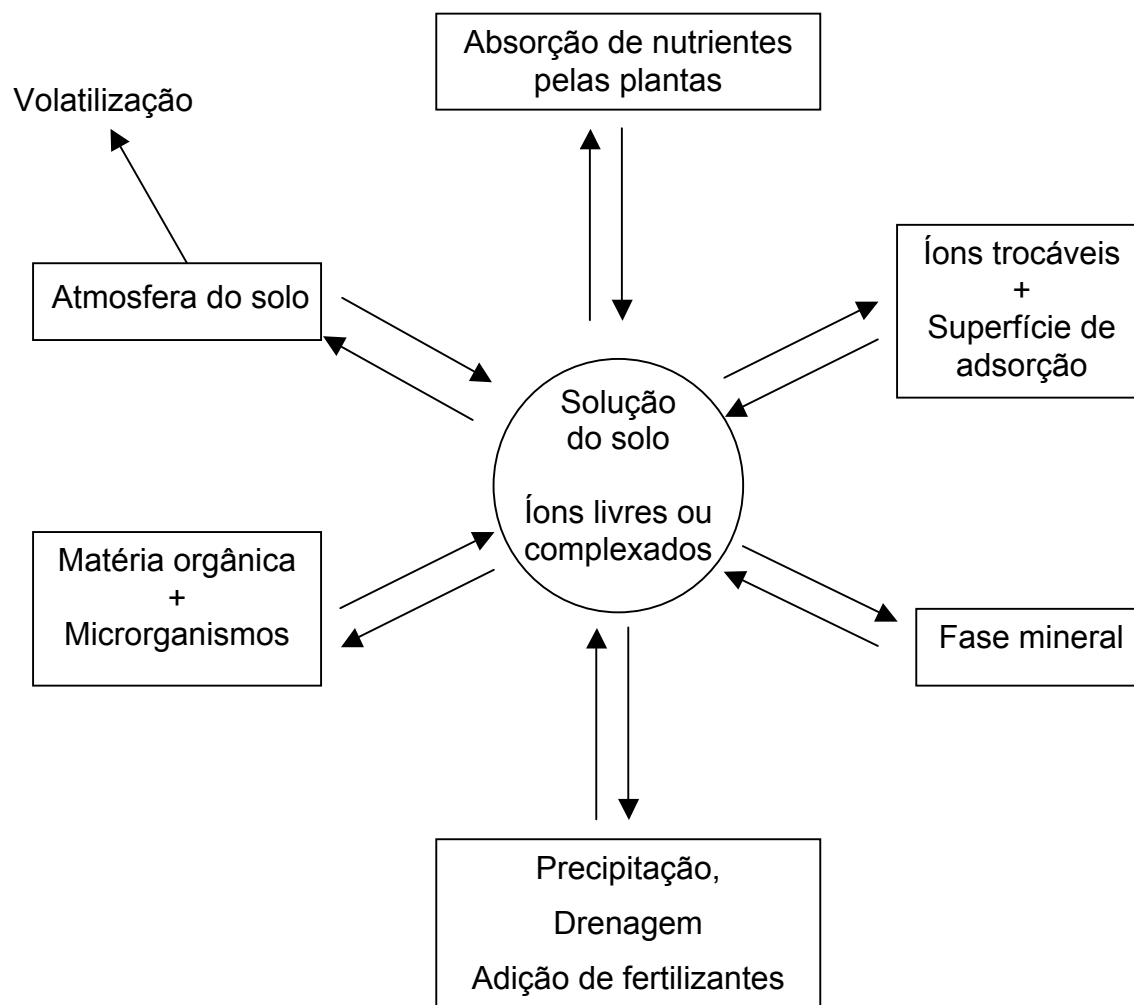 Absorção de nutrientes
pelas plantas
Volatilização
Íons trocáveis
+
Superfície de
adsorção
Atmosfera do solo
Solução
do solo
Íons livres ou
complexados
Matéria orgânica
+
Microrganismos
Fase mineral
Precipitação,
Drenagem
Adição de fertilizantes